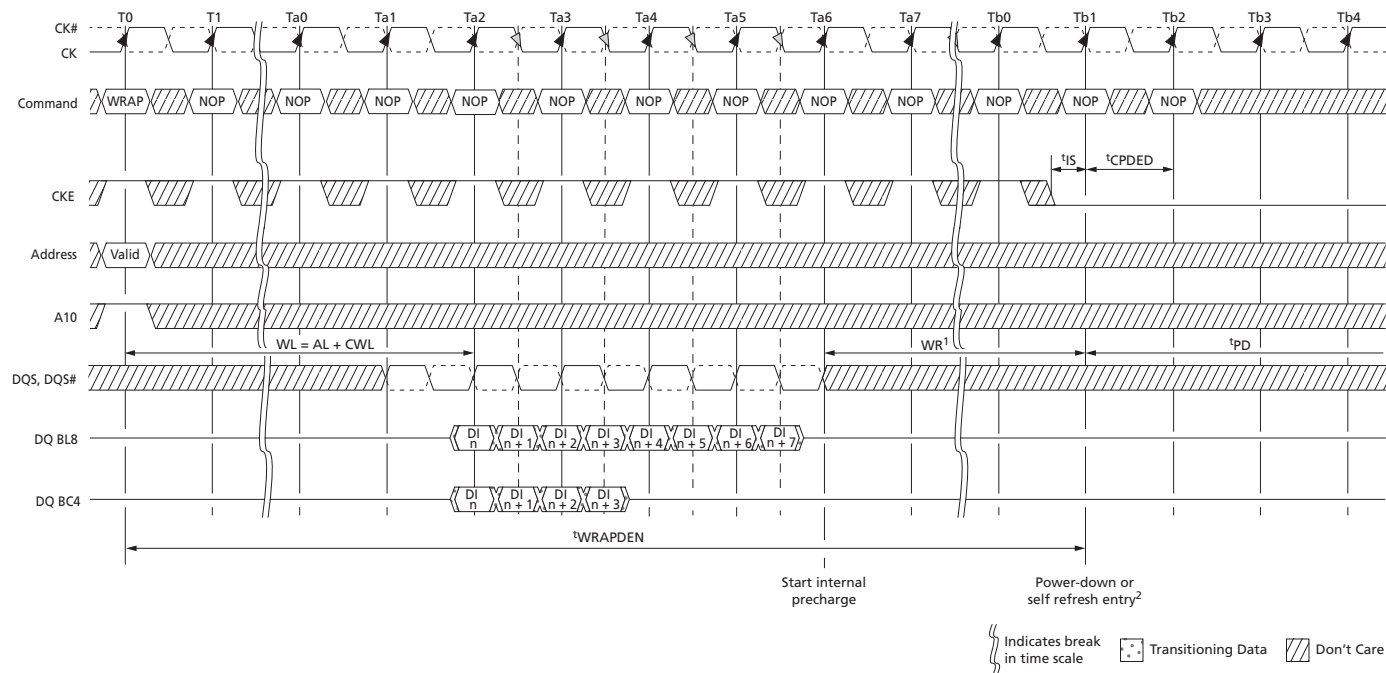 T0 T1 Ta0 Ta1 Ta2 Ta3 Ta4 Ta5 Ta6 Ta7 Tb0 Tb1 Tb2 Tb3 Tb4
CK#
CK
Command WRAP NOP NOP NOP NOP NOP NOP NOP NOP NOP NOP NOP NOP
tIS tCPDED
CKE
Address Valid
A10
WL = AL + CWL WR1 tPD
DQS, DQS#
DQ BL8 DI n DI n + 1 DI n + 2 DI n + 3 DI n + 4 DI n + 5 DI n + 6 DI n + 7
DQ BC4 DI n DI n + 1 DI n + 2 DI n + 3
tWRAPDEN
Start internal
precharge
Power-down or
self refresh entry2
Indicates break
in time scale
Transitioning Data
Don't Care